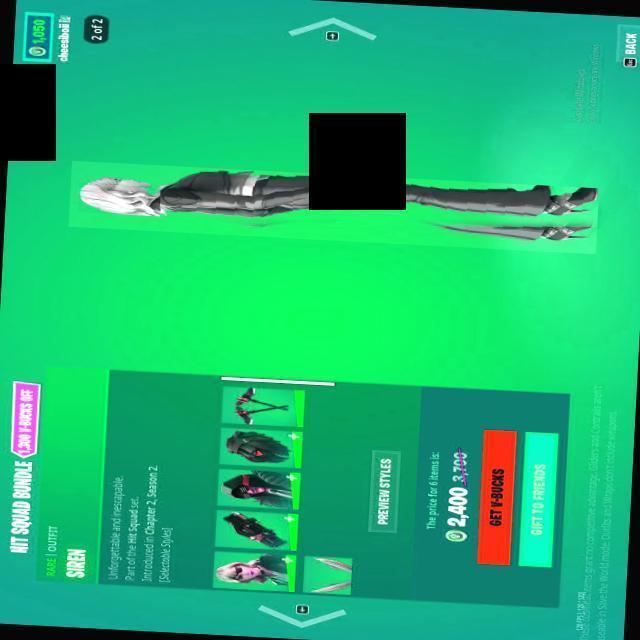 BACK
2 of 2
1,050
cheesiboii
HIT SQUAD BUNDLE
1,300 V-BUCKS OFF
RARE | OUTFIT
SIREN
Unforgettable and inescapable.
Part of the Hit Squad set.
Introduced in Chapter 2, Season 2.
[Selectable Styles]
PREVIEW STYLES
The price for 6 items is:
2,400 3,700
GET V-BUCKS
GIFT TO FRIENDS